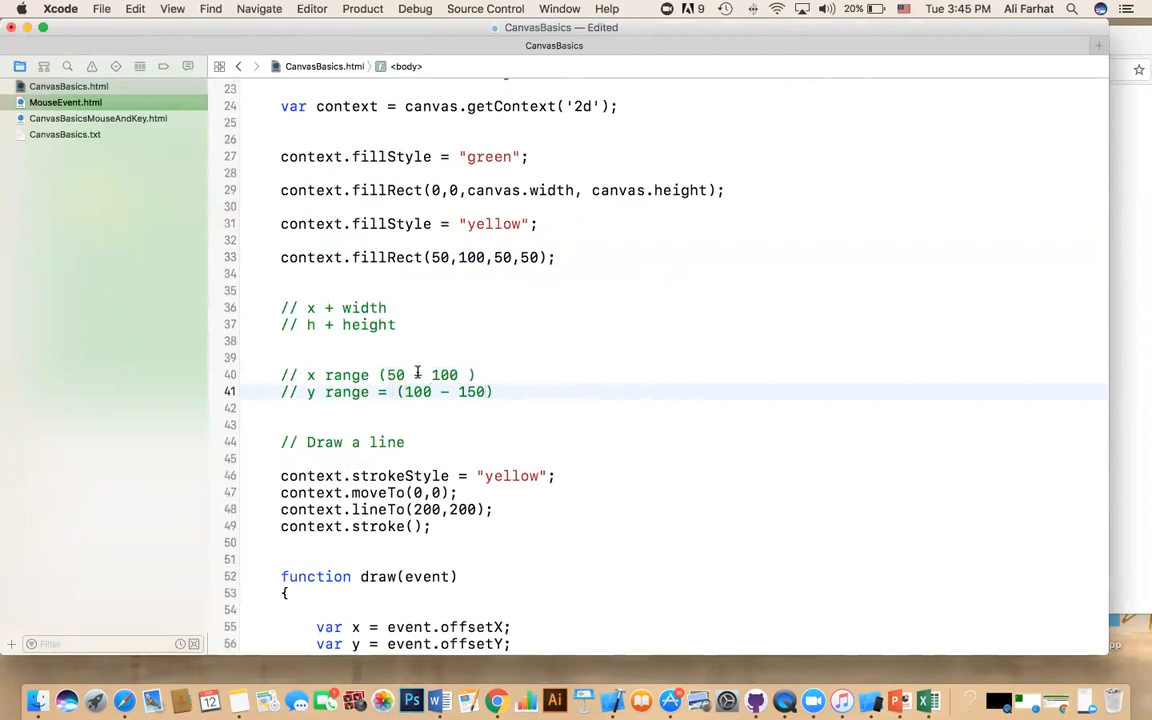 Xcode File Edit View Find Navigate Editor Product Debug Source Control Window Help 9 20% Tue 3:45 PM Ali Farhat
CanvasBasics — Edited
CanvasBasics
CanvasBasics.html 〉 <body>
CanvasBasics.html
MouseEvent.html
CanvasBasicsMouseAndKey.html
CanvasBasics.txt
23
24 var context = canvas.getContext('2d');
25
26
27 context.fillStyle = "green";
28
29 context.fillRect(0,0,canvas.width, canvas.height);
30
31 context.fillStyle = "yellow";
32
33 context.fillRect(50,100,50,50);
34
35
36 // x + width
37 // h + height
38
39
40 // x range (50 - 100 )
41 // y range = (100 - 150)
42
43
44 // Draw a line
45
46 context.strokeStyle = "yellow";
47 context.moveTo(0,0);
48 context.lineTo(200,200);
49 context.stroke();
50
51
52 function draw(event)
53 {
54
55 var x = event.offsetX;
56 var y = event.offsetY;
Filter